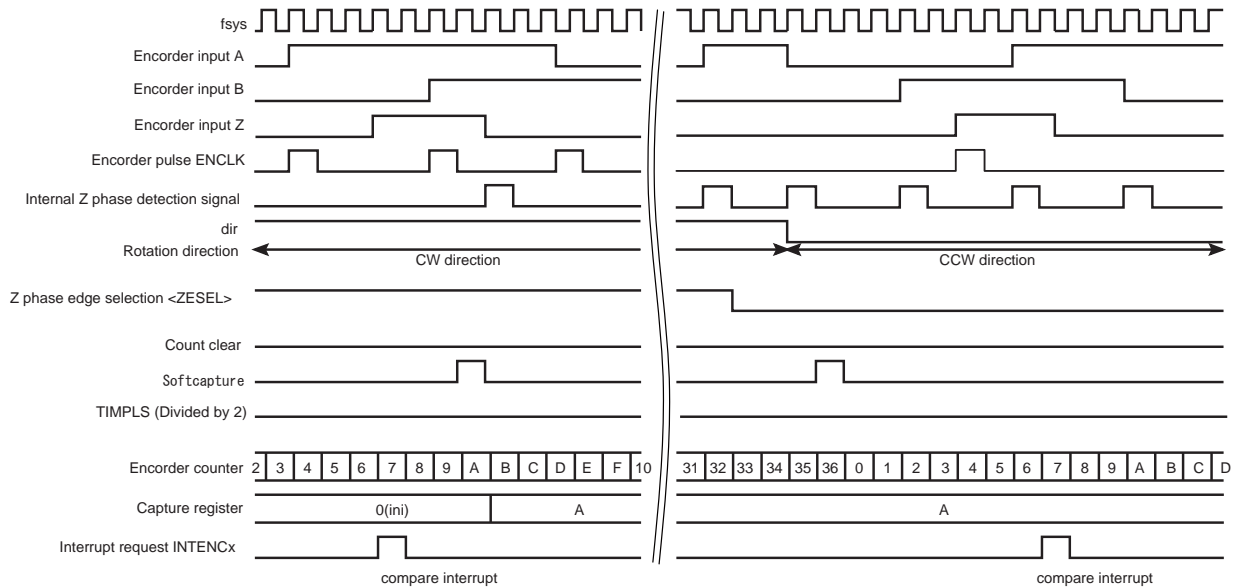 fsys
Encorder input A
Encorder input B
Encorder input Z
Encorder pulse ENCLK
Internal Z phase detection signal
dir
Rotation direction
CW direction
CCW direction
Z phase edge selection <ZESEL>
Count clear
Softcapture
TIMPLS (Divided by 2)
Encorder counter 2 3 4 5 6 7 8 9 A B C D E F 10 31 32 33 34 35 36 0 1 2 3 4 5 6 7 8 9 A B C D
Capture register 0(ini) A A
Interrupt request INTENCx
compare interrupt compare interrupt